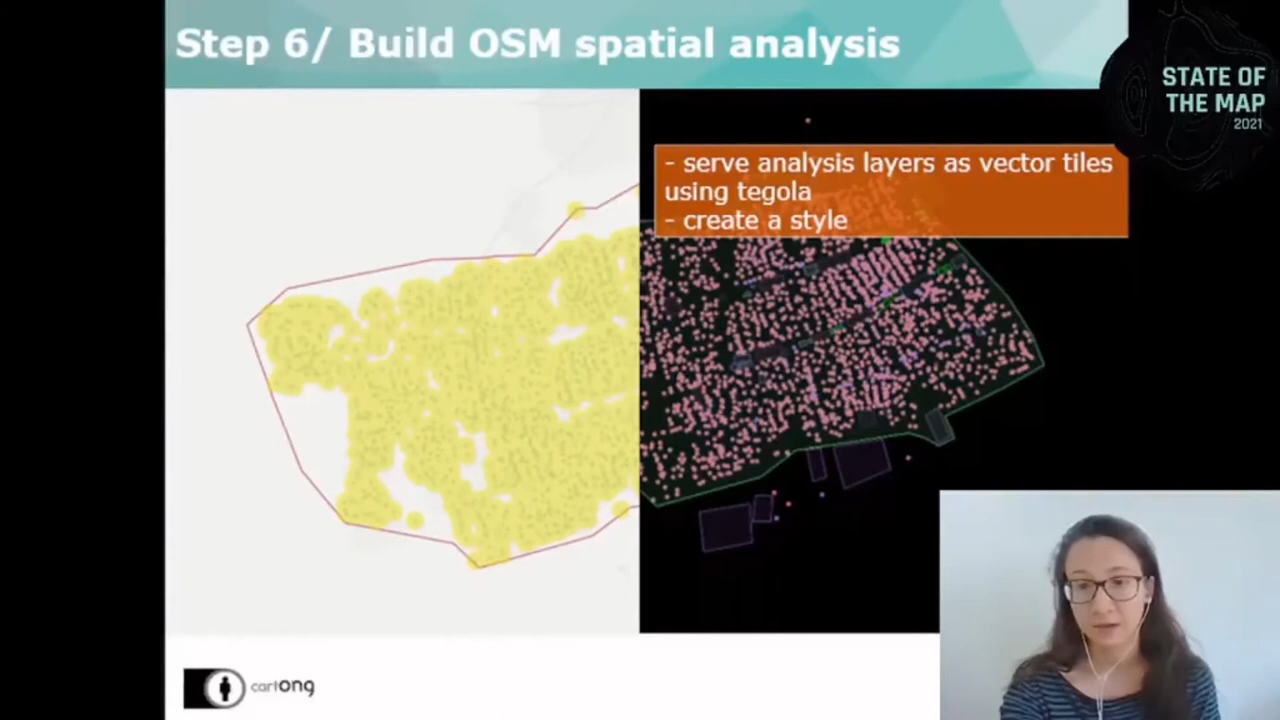 Step 6/ Build OSM spatial analysis
STATE OF
THE MAP
2021
- serve analysis layers as vector tiles
using tegola
- create a style
cartONG